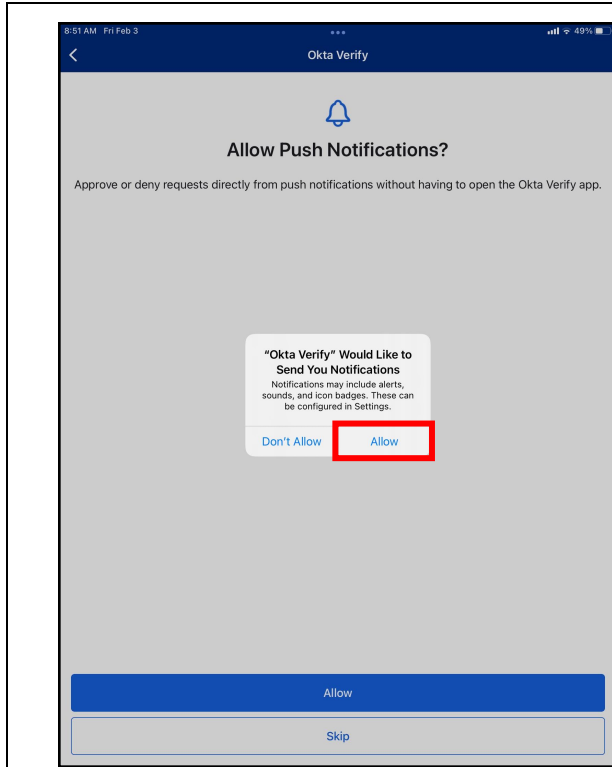 8:51 AM Fri Feb 3
49%
Okta Verify
Allow Push Notifications?
Approve or deny requests directly from push notifications without having to open the Okta Verify app.
"Okta Verify" Would Like to
Send You Notifications
Notifications may include alerts,
sounds, and icon badges. These can
be configured in Settings.
Don't Allow
Allow
Allow
Skip